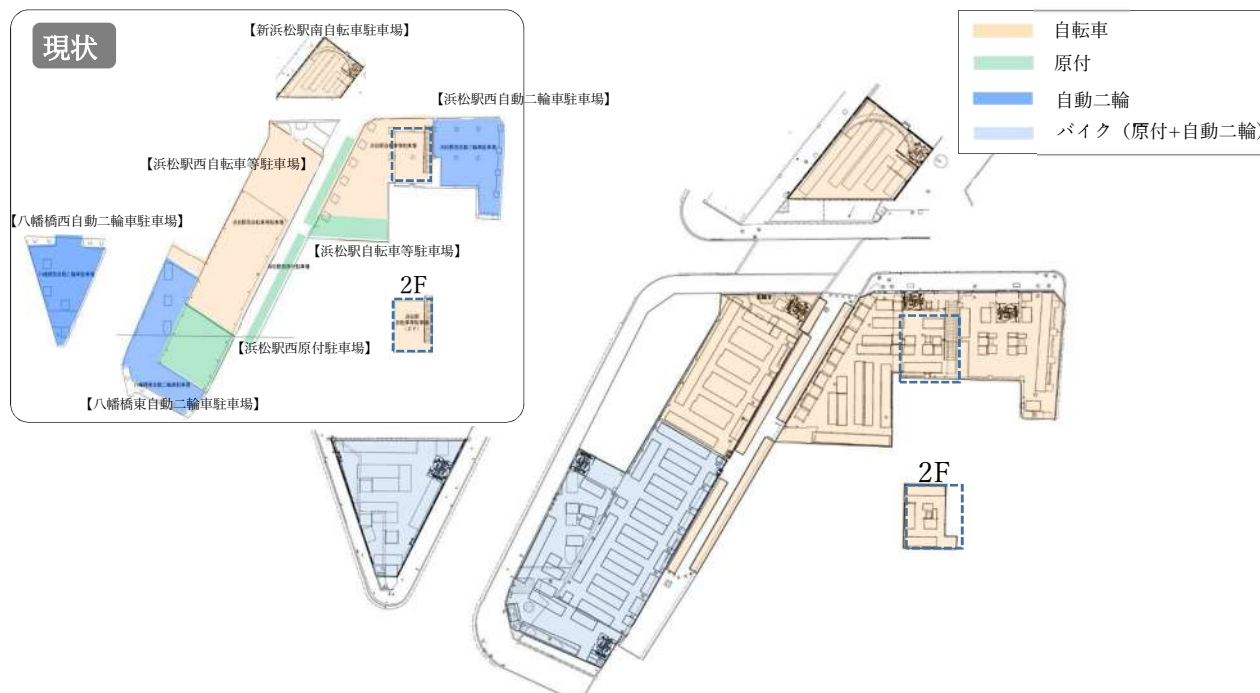 現状
【新浜松駅南自転車駐車場】
【浜松駅西自動二輪車駐車場】
【浜松駅西自転車等駐車場】
【八幡橋西自動二輪車駐車場】
【浜松駅自転車等駐車場】
2F
【浜松駅西原付駐車場】
【八幡橋東自動二輪車駐車場】
自転車
原付
自動二輪
バイク（原付+自動二輪）
2F